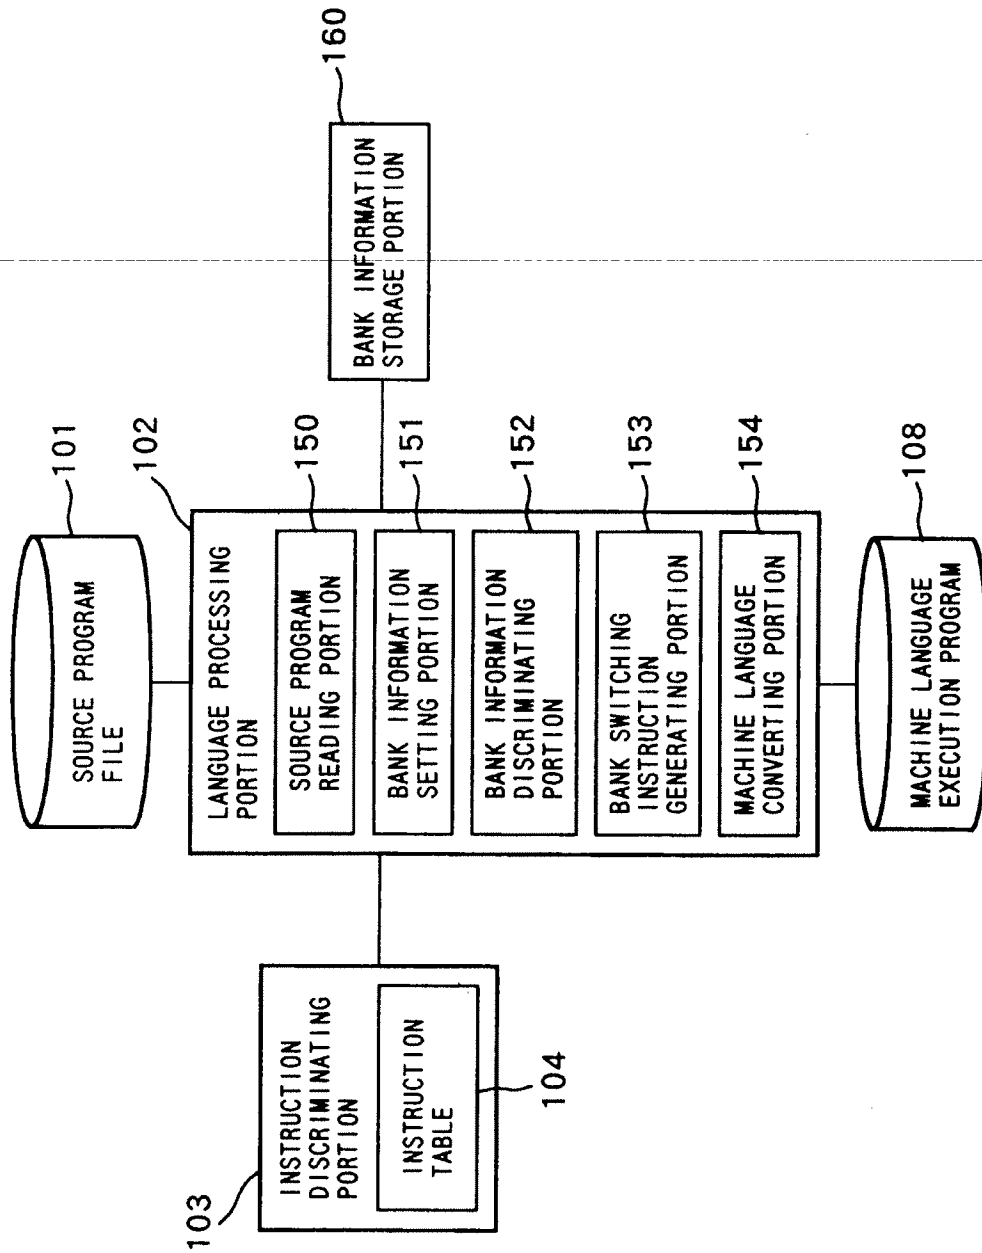 101
SOURCE PROGRAM
FILE
102
LANGUAGE PROCESSING
PORTION
150
SOURCE PROGRAM
READING PORTION
151
BANK INFORMATION
SETTING PORTION
152
BANK INFORMATION
DISCRIMINATING
PORTION
153
BANK SWITCHING
INSTRUCTION
GENERATING PORTION
154
MACHINE LANGUAGE
CONVERTING PORTION
103
INSTRUCTION
DISCRIMINATING
PORTION
INSTRUCTION
TABLE
104
160
BANK INFORMATION
STORAGE PORTION
108
MACHINE LANGUAGE
EXECUTION PROGRAM